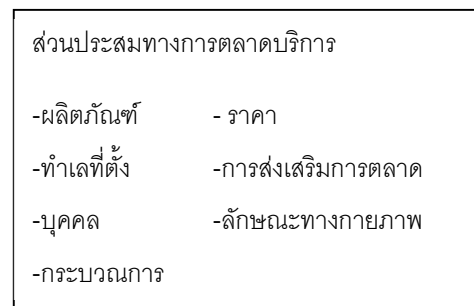 ส่วนประสมทางการตลาดบริการ
-ผลิตภัณฑ์ - ราคา
-ทำเลที่ตั้ง -การส่งเสริมการตลาด
-บุคคล -ลักษณะทางกายภาพ
-กระบวณการ